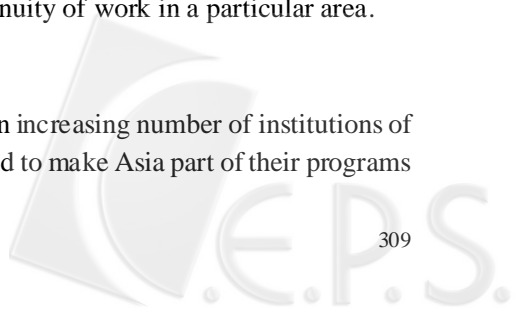 nuity of work in a particular area.
n increasing number of institutions of
d to make Asia part of their programs
309
C.E.P.S.